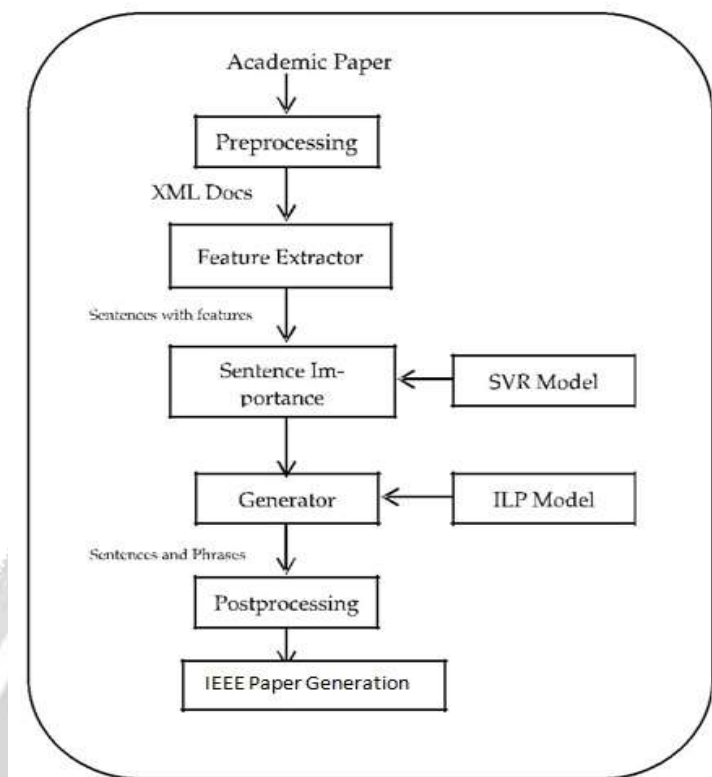 Academic Paper
Preprocessing
XML Docs
Feature Extractor
Sentences with features
Sentence Im-
portance
SVR Model
Generator
ILP Model
Sentences and Phrases
Postprocessing
IEEE Paper Generation